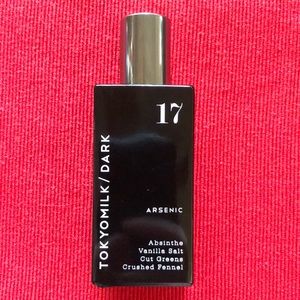 17
TOKYOMILK/DARK
ARSENIC
Absinthe
Vanilla Salt
Cut Greens
Crushed Fennel